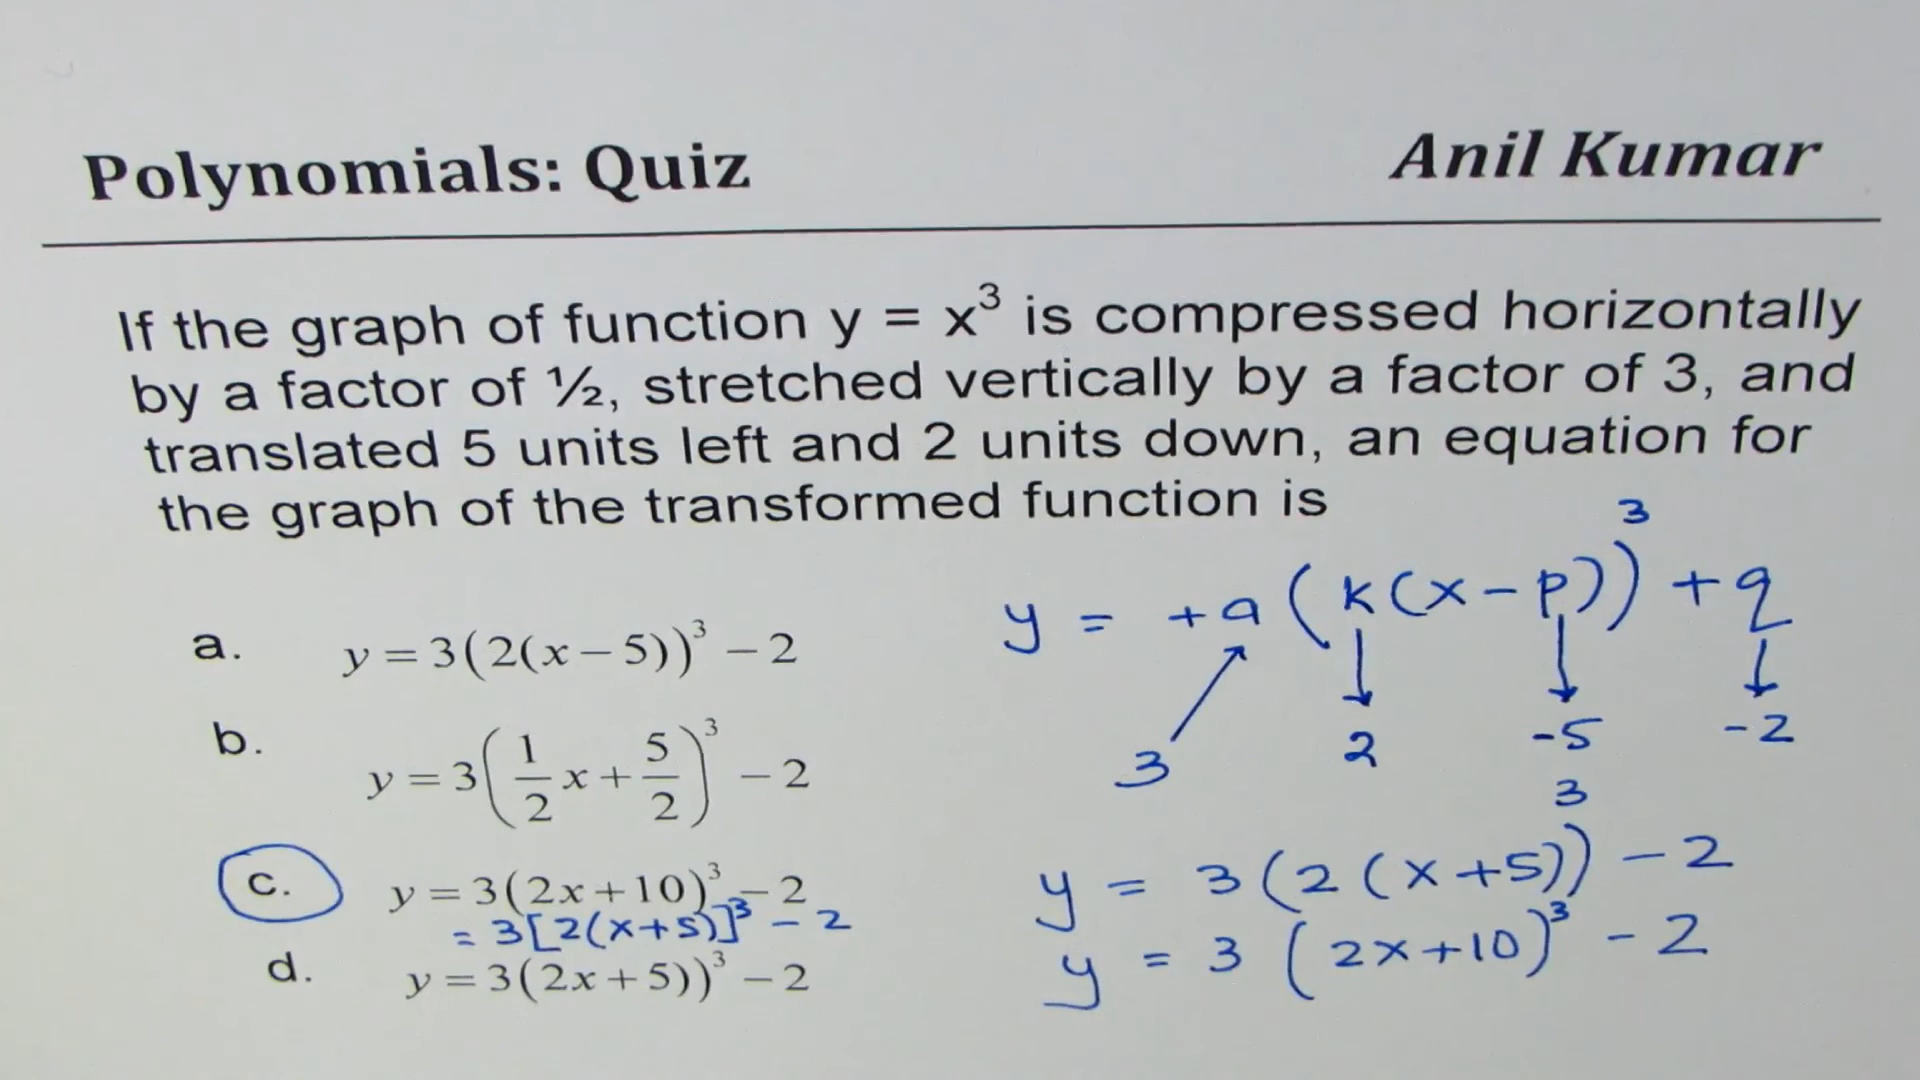 Polynomials: Quiz
Anil Kumar
If the graph of function y = x³ is compressed horizontally
by a factor of ½, stretched vertically by a factor of 3, and
translated 5 units left and 2 units down, an equation for
the graph of the transformed function is
a. y = 3(2(x − 5))³ − 2
b. y = 3(1/2 x + 5/2)³ − 2
c. y = 3(2x + 10)³ − 2
= 3[2(x+5)]³ − 2
d. y = 3(2x + 5))³ − 2
y = +a (k(x − p))³ + q
3 2 -5 -2
y = 3(2(x+5))³ − 2
y = 3 (2x+10)³ − 2